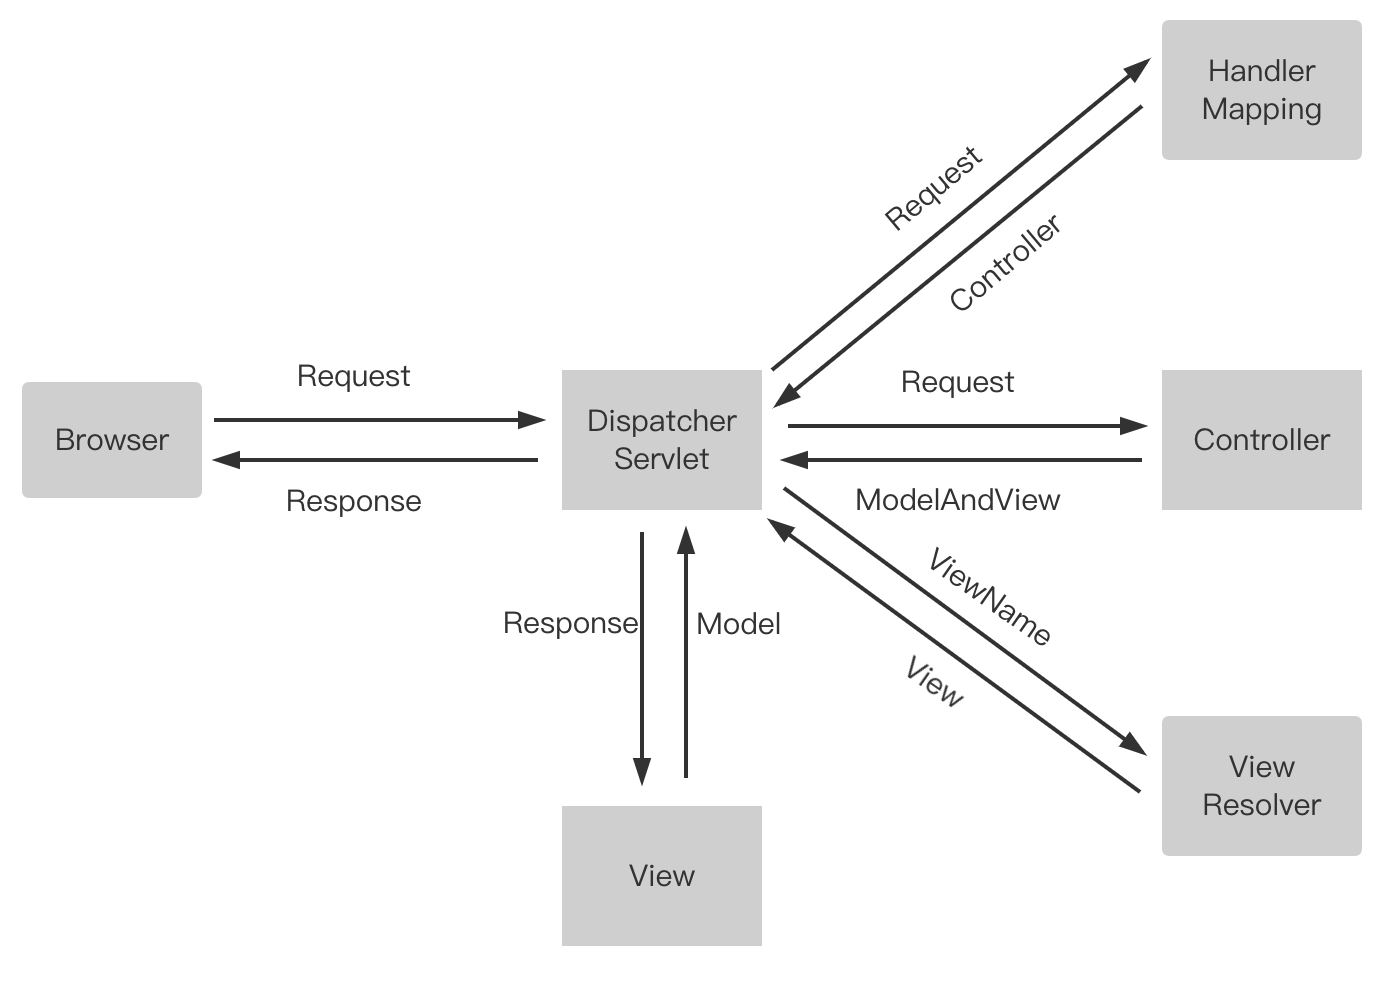 Handler
Mapping
Request
Controller
Request
Request
Browser
Dispatcher
Servlet
Controller
Response
ModelAndView
ViewName
Response
Model
View
View
Resolver
View